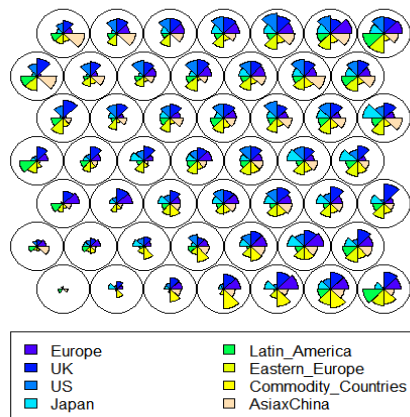 Europe
UK
US
Japan
Latin_America
Eastern_Europe
Commodity_Countries
AsiaxChina